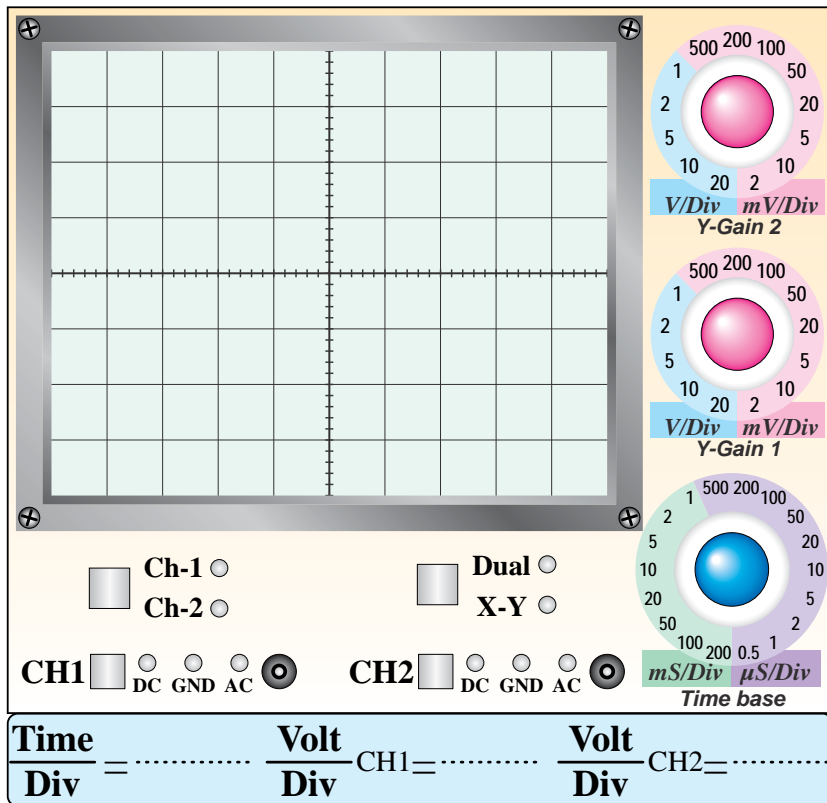 500 200 100
1 50
2 20
5 5
10 10
20 2
V/Div mV/Div
Y-Gain 2
500 200 100
1 50
2 20
5 5
10 10
20 2
V/Div mV/Div
Y-Gain 1
1 500 200 100
2 50
5 20
10 10
20 5
50 2
100 1
200 0.5
mS/Div µS/Div
Time base
Ch-1 Dual
Ch-2 X-Y
CH1 DC GND AC CH2 DC GND AC
Time Volt Volt
Div = ............ Div CH1= ............ Div CH2= ............